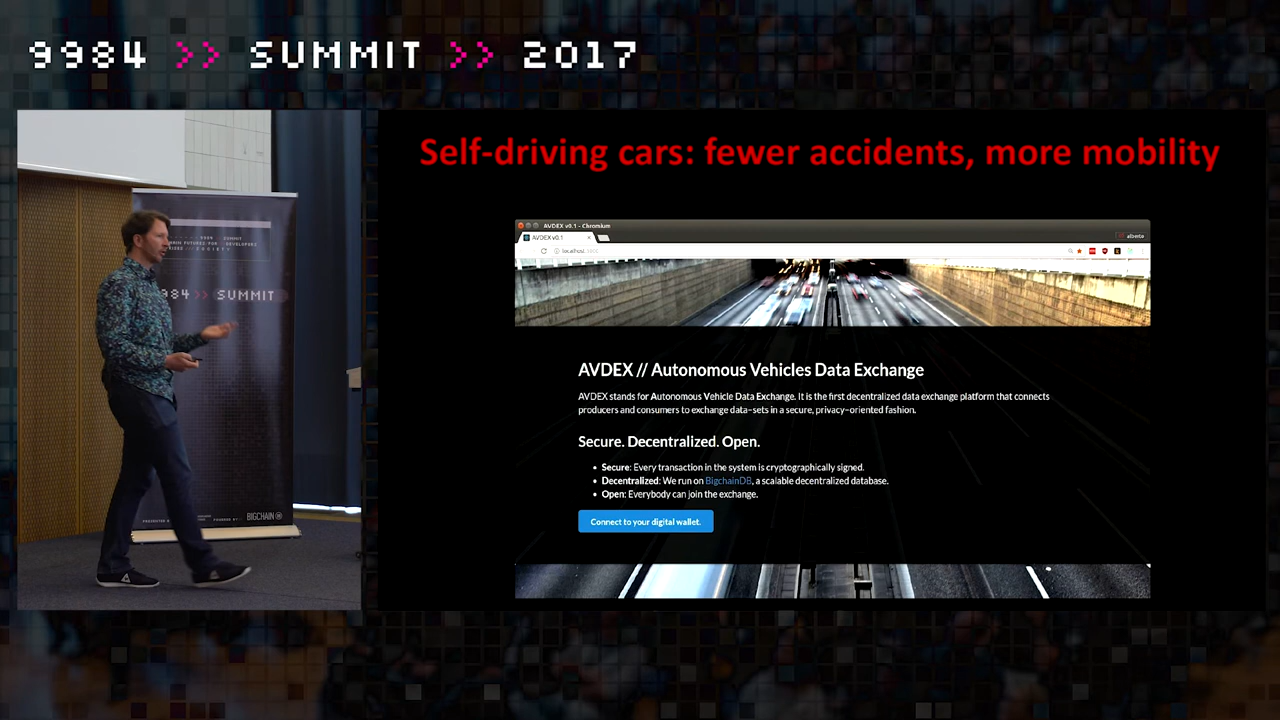 9984 >> SUMMIT >> 2017
Self-driving cars: fewer accidents, more mobility
AVDEX v0.1 - Chromium
AVDEX v0.1
alberto
localhost
AVDEX // Autonomous Vehicles Data Exchange
AVDEX stands for Autonomous Vehicle Data Exchange. It is the first decentralized data exchange platform that connects
producers and consumers to exchange data-sets in a secure, privacy-oriented fashion.
Secure. Decentralized. Open.
• Secure: Every transaction in the system is cryptographically signed.
• Decentralized: We run on BigchainDB, a scalable decentralized database.
• Open: Everybody can join the exchange.
Connect to your digital wallet.
984 >> SUMMIT
BIGCHAIN